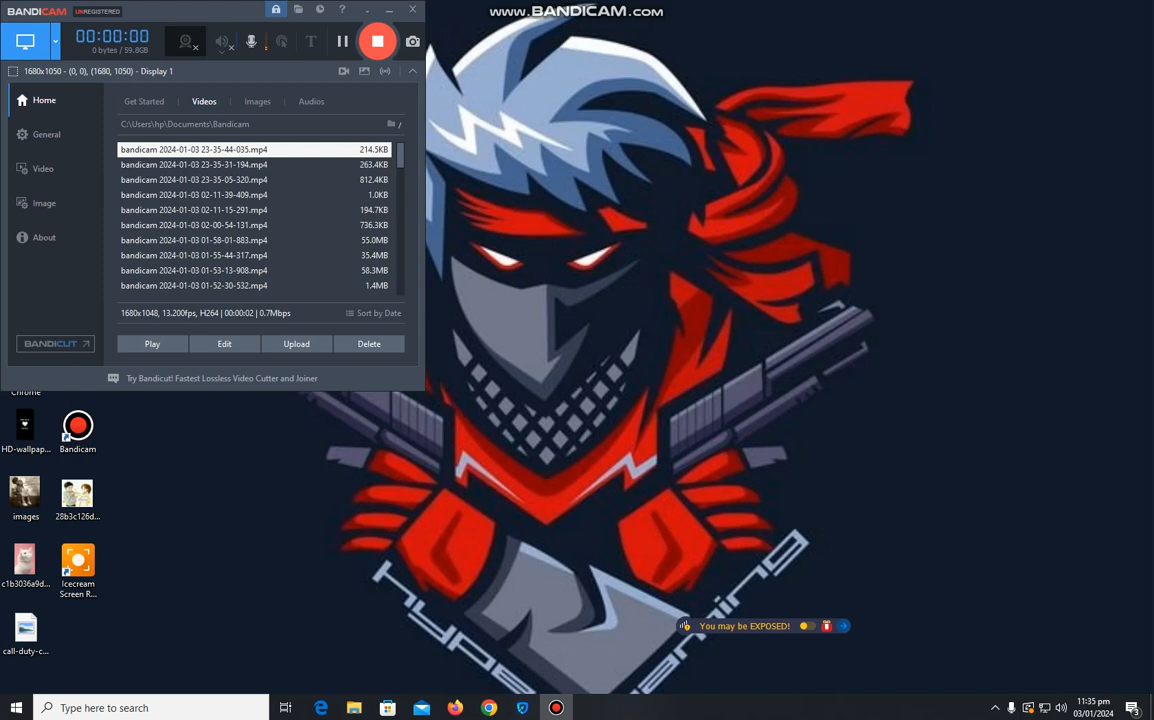 BANDICAM UNREGISTERED
www.BANDICAM.com
00:00:00
0 bytes / 59.8GB
1680x1050 - (0, 0), (1680, 1050) - Display 1
Home
General
Video
Image
About
BANDICUT
Get Started Videos Images Audios
C:\Users\hp\Documents\Bandicam
bandicam 2024-01-03 23-35-44-035.mp4 214.5KB
bandicam 2024-01-03 23-35-31-194.mp4 263.4KB
bandicam 2024-01-03 23-35-05-320.mp4 812.4KB
bandicam 2024-01-03 02-11-39-409.mp4 1.0KB
bandicam 2024-01-03 02-11-15-291.mp4 194.7KB
bandicam 2024-01-03 02-00-54-131.mp4 736.3KB
bandicam 2024-01-03 01-58-01-883.mp4 55.0MB
bandicam 2024-01-03 01-55-44-317.mp4 35.4MB
bandicam 2024-01-03 01-53-13-908.mp4 58.3MB
bandicam 2024-01-03 01-52-30-532.mp4 1.4MB
1680x1048, 13.200fps, H264 | 00:00:02 | 0.7Mbps Sort by Date
Play Edit Upload Delete
Try Bandicut! Fastest Lossless Video Cutter and Joiner
Chrome
HD-wallpap...
Bandicam
images
28b3c126d...
c1b3036a9d...
Icecream
Screen R...
call-duty-c...
You may be EXPOSED!
Type here to search
11:35 pm
03/01/2024
3